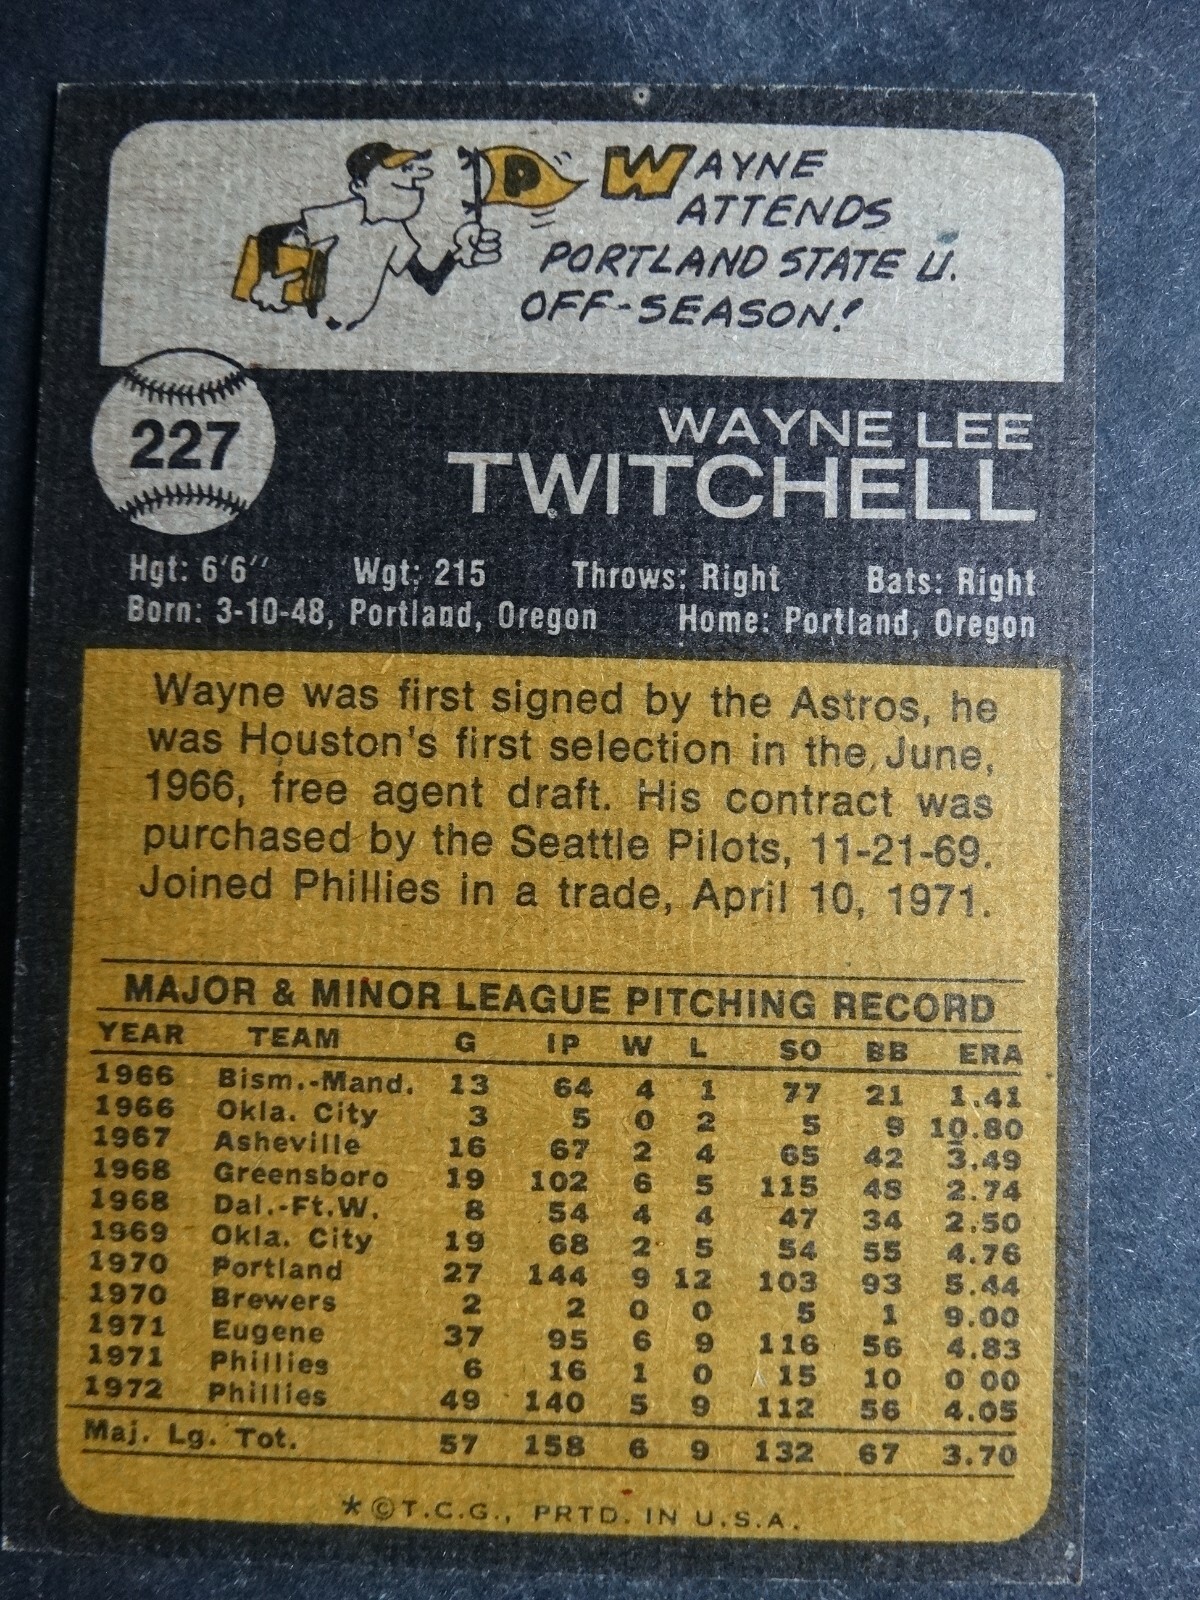 P WAYNE
ATTENDS
PORTLAND STATE U.
OFF-SEASON!
227
WAYNE LEE
TWITCHELL
Hgt: 6'6'' Wgt: 215 Throws: Right Bats: Right
Born: 3-10-48, Portland, Oregon Home: Portland, Oregon
Wayne was first signed by the Astros, he
was Houston's first selection in the June,
1966, free agent draft. His contract was
purchased by the Seattle Pilots, 11-21-69.
Joined Phillies in a trade, April 10, 1971.
MAJOR & MINOR LEAGUE PITCHING RECORD
YEAR TEAM G IP W L SO BB ERA
1966 Bism.-Mand. 13 64 4 1 77 21 1.41
1966 Okla. City 3 5 0 2 5 9 10.80
1967 Asheville 16 67 2 4 65 42 3.49
1968 Greensboro 19 102 6 5 115 48 2.74
1968 Dal.-Ft.W. 8 54 4 4 47 34 2.50
1969 Okla. City 19 68 2 5 54 55 4.76
1970 Portland 27 144 9 12 103 93 5.44
1970 Brewers 2 2 0 0 5 1 9.00
1971 Eugene 37 95 6 9 116 56 4.83
1971 Phillies 6 16 1 0 15 10 0 00
1972 Phillies 49 140 5 9 112 56 4.05
Maj. Lg. Tot. 57 158 6 9 132 67 3.70
*©T.C.G., PRTD. IN U.S.A.